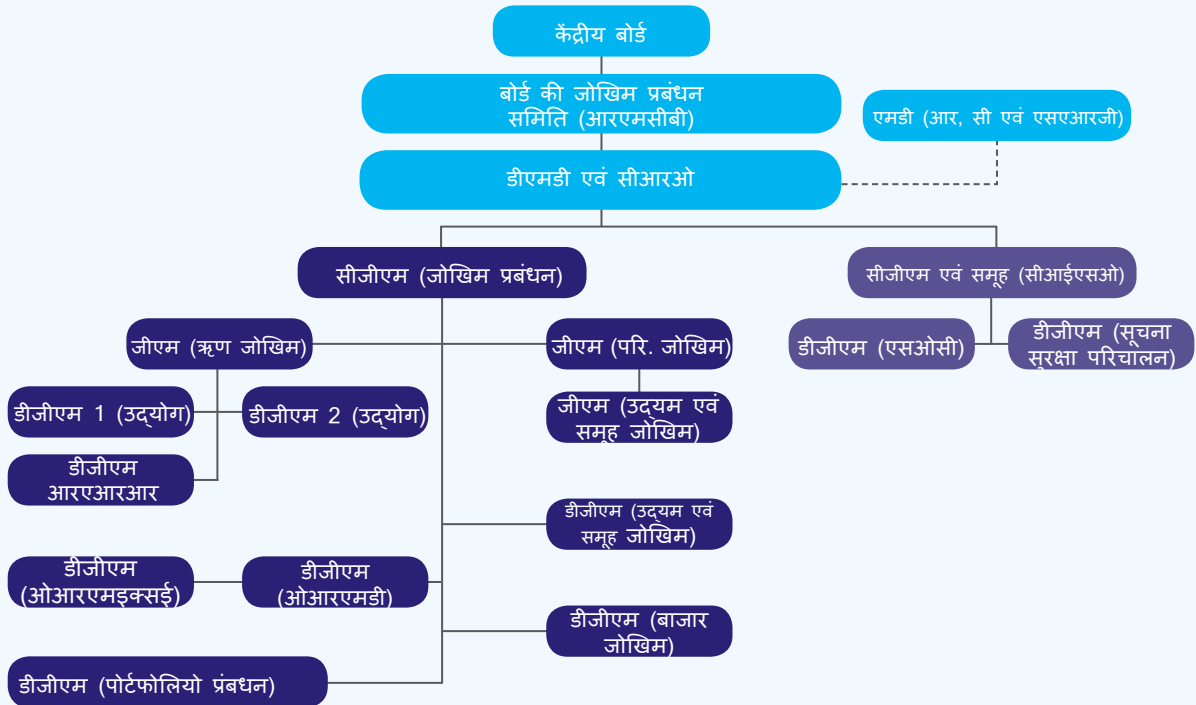 केंद्रीय बोर्ड
बोर्ड की जोखिम प्रबंधन
समिति (आरएमसीबी)
एमडी (आर, सी एवं एसएआरजी)
डीएमडी एवं सीआरओ
सीजीएम (जोखिम प्रबंधन)
सीजीएम एवं समूह (सीआईएसओ)
जीएम (ऋण जोखिम)
जीएम (परि. जोखिम)
डीजीएम (एसओसी)
डीजीएम (सूचना
सुरक्षा परिचालन)
डीजीएम 1 (उद्योग)
डीजीएम 2 (उद्योग)
जीएम (उद्यम एवं
समूह जोखिम)
डीजीएम
आरएआरआर
डीजीएम (उद्यम एवं
समूह जोखिम)
डीजीएम
(ओआरएमइक्सई)
डीजीएम
(ओआरएमडी)
डीजीएम (बाजार
जोखिम)
डीजीएम (पोर्टफोलियो प्रंबधन)